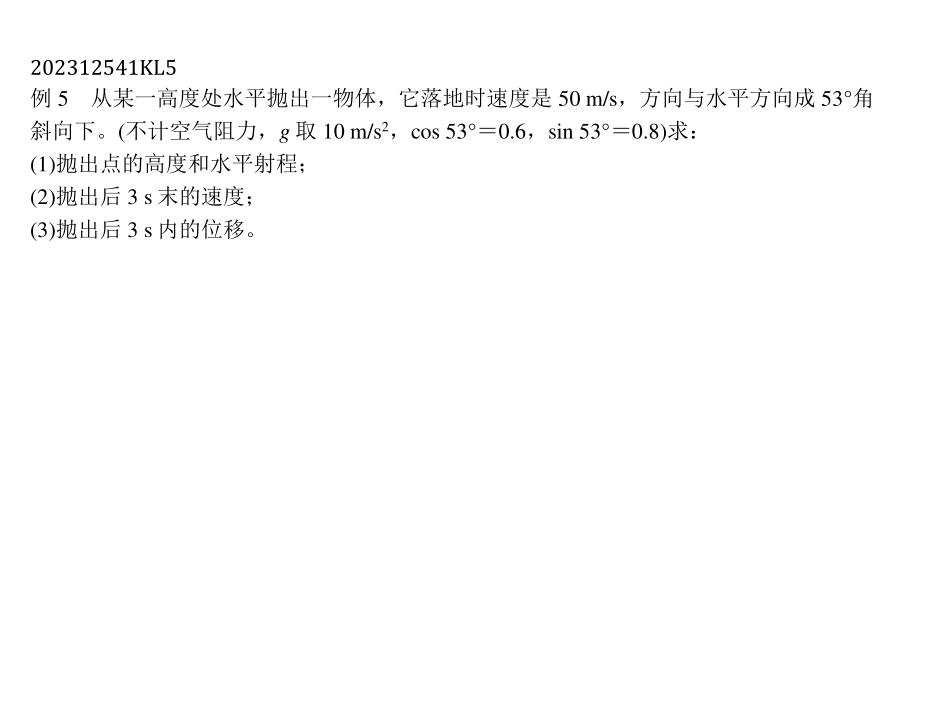 202312541KL5
例 5　从某一高度处水平抛出一物体，它落地时速度是 50 m/s，方向与水平方向成 53°角
斜向下。(不计空气阻力，g 取 10 m/s²，cos 53°＝0.6，sin 53°＝0.8)求：
(1)抛出点的高度和水平射程；
(2)抛出后 3 s 末的速度；
(3)抛出后 3 s 内的位移。